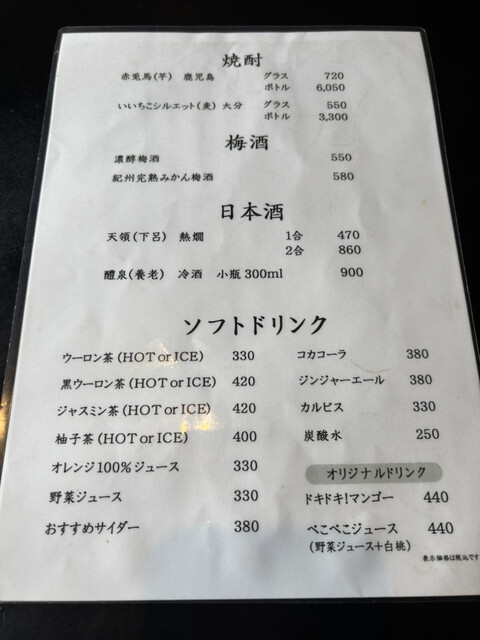 焼酎
赤兎馬(芋) 鹿児島 グラス 720
ボトル 6,050
いいちこシルエット(麦) 大分 グラス 550
ボトル 3,300
梅酒
濃醇梅酒 550
紀州完熟みかん梅酒 580
日本酒
天領(下呂) 熱燗 1合 470
2合 860
醴泉(養老) 冷酒 小瓶 300ml 900
ソフトドリンク
ウーロン茶(HOT or ICE) 330
黒ウーロン茶(HOT or ICE) 420
ジャスミン茶(HOT or ICE) 420
柚子茶(HOT or ICE) 400
オレンジ100%ジュース 330
野菜ジュース 330
おすすめサイダー 380
コカコーラ 380
ジンジャーエール 380
カルピス 330
炭酸水 250
オリジナルドリンク
ドキドキ!マンゴー 440
ぺこぺこジュース 440
(野菜ジュース+白桃)
表示価格は税込です